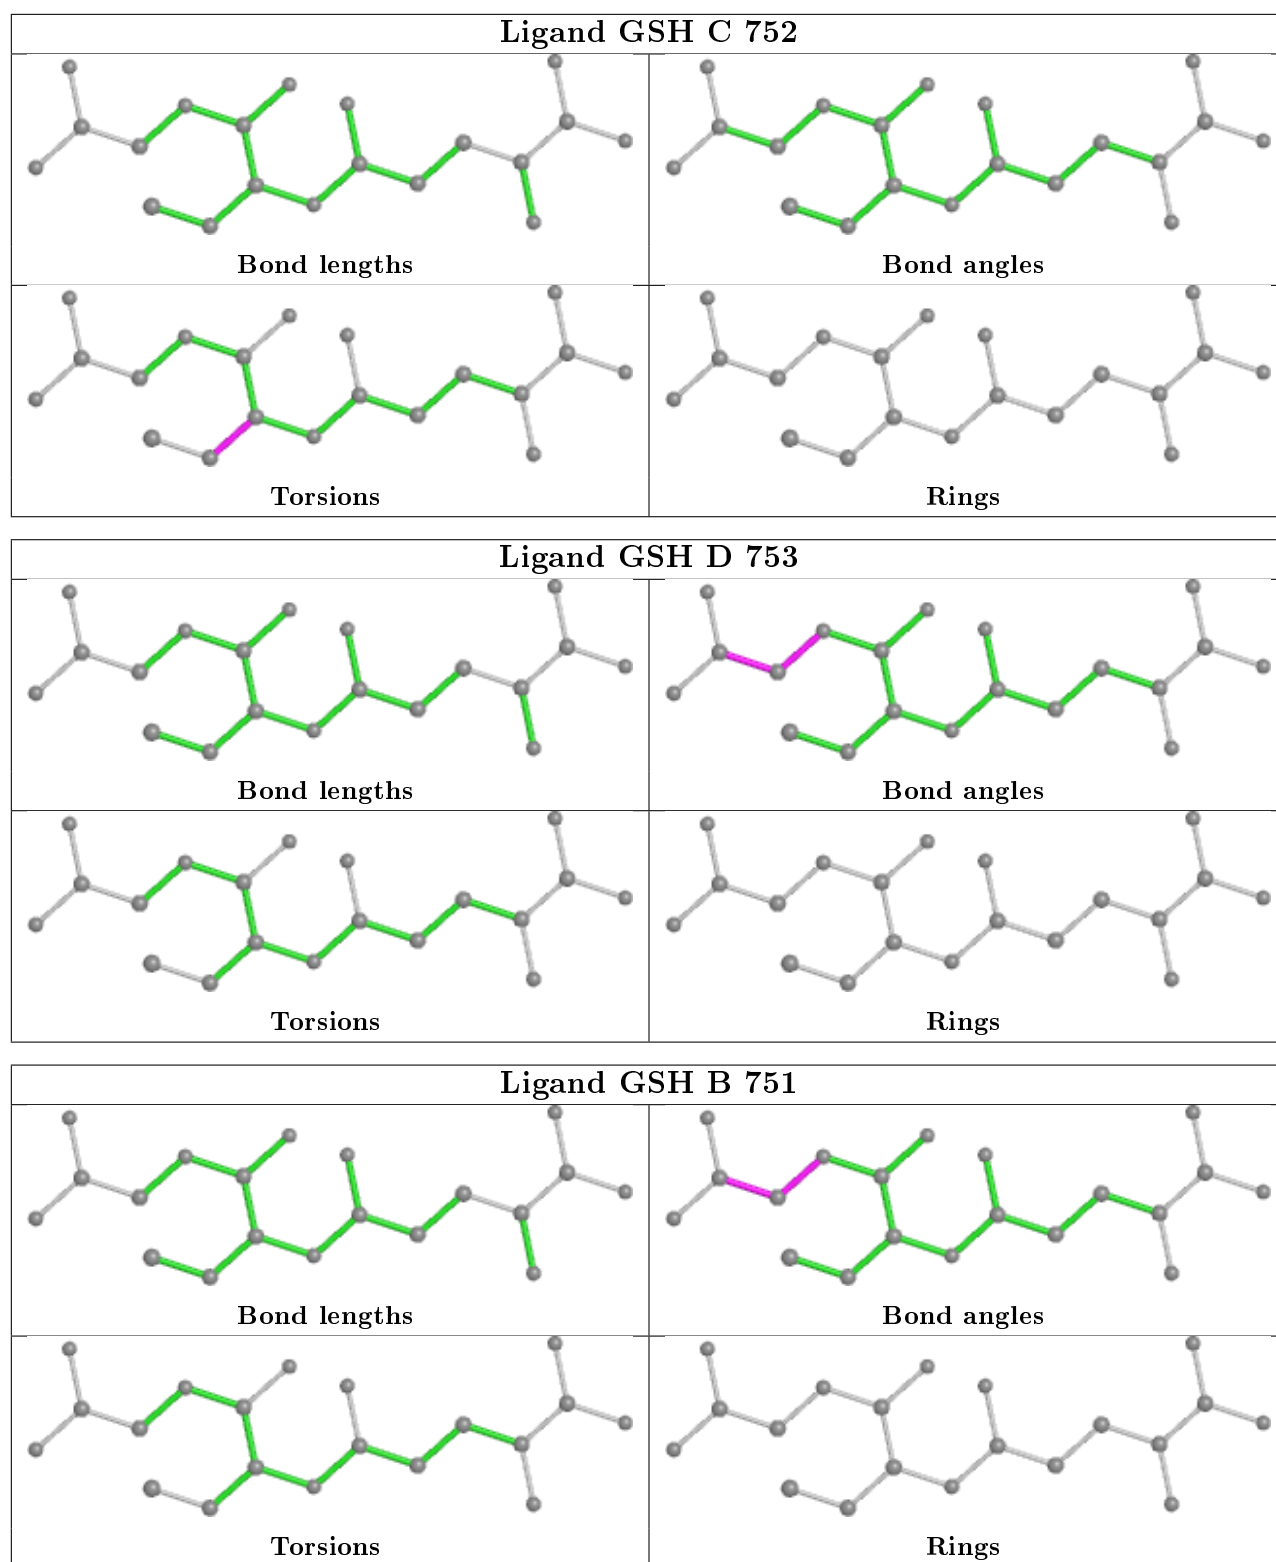 Ligand GSH C 752
Bond lengths
Bond angles
Torsions
Rings
Ligand GSH D 753
Bond lengths
Bond angles
Torsions
Rings
Ligand GSH B 751
Bond lengths
Bond angles
Torsions
Rings